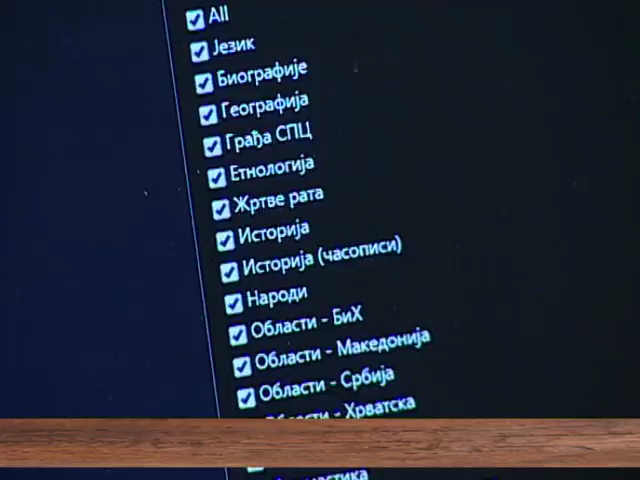 All
Језик
Биографије
Географија
Грађа СПЦ
Етнологија
Жртве рата
Историја
Историја (часописи)
Народи
Области - БиХ
Области - Македонија
Области - Србија
Области - Хрватска